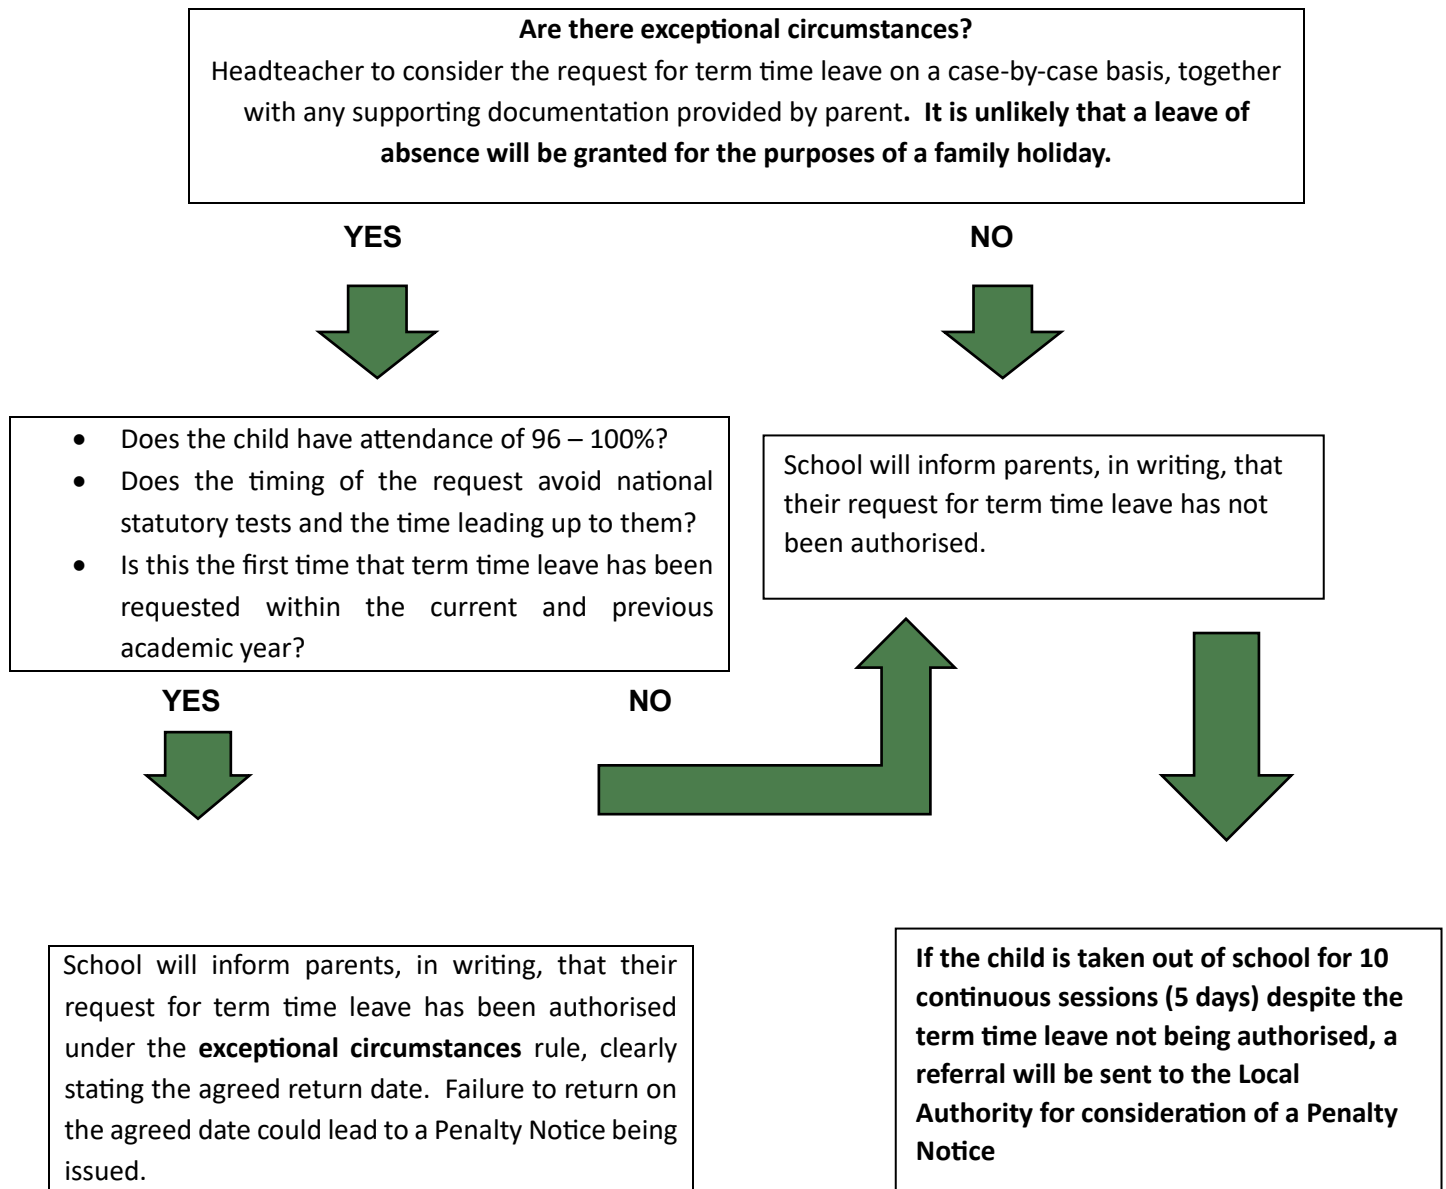 Are there exceptional circumstances?
Headteacher to consider the request for term time leave on a case-by-case basis, together
with any supporting documentation provided by parent.  It is unlikely that a leave of
absence will be granted for the purposes of a family holiday.
YES
NO
• Does the child have attendance of 96 – 100%?
• Does the timing of the request avoid national
statutory tests and the time leading up to them?
• Is this the first time that term time leave has been
requested within the current and previous
academic year?
School will inform parents, in writing, that
their request for term time leave has not
been authorised.
YES
NO
School will inform parents, in writing, that their
request for term time leave has been authorised
under the exceptional circumstances rule, clearly
stating the agreed return date.  Failure to return on
the agreed date could lead to a Penalty Notice being
issued.
If the child is taken out of school for 10
continuous sessions (5 days) despite the
term time leave not being authorised, a
referral will be sent to the Local
Authority for consideration of a Penalty
Notice